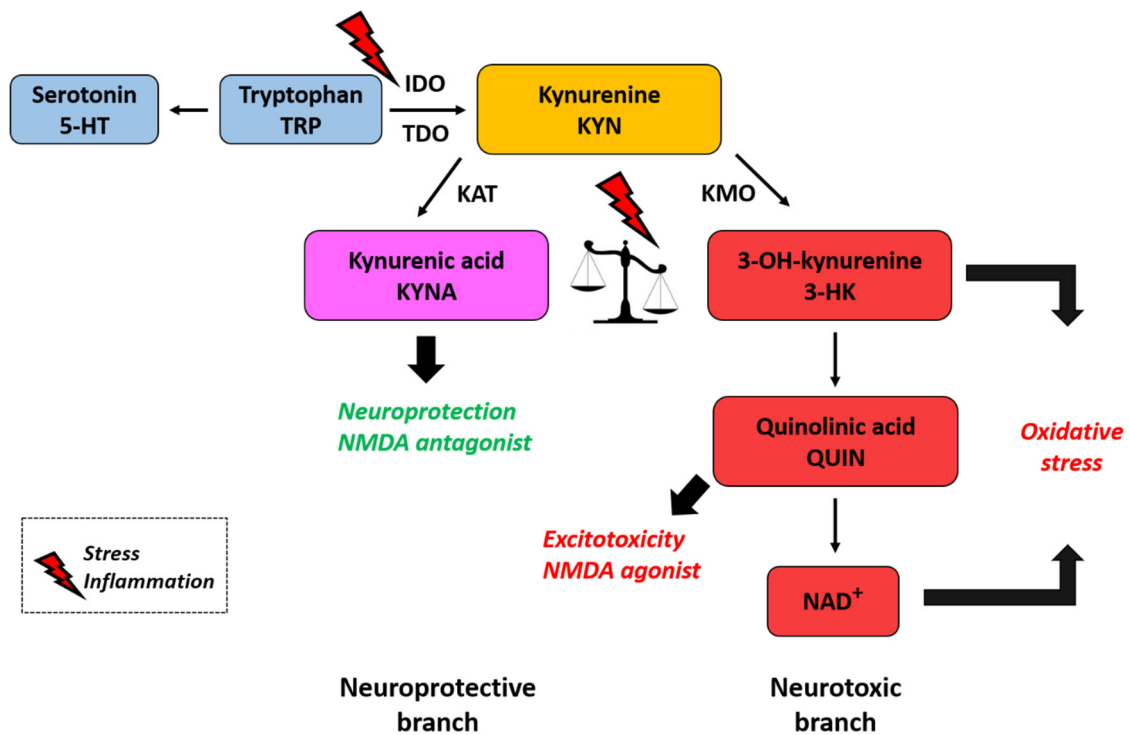 Serotonin
5-HT
Tryptophan
TRP
IDO
TDO
Kynurenine
KYN
KAT
KMO
Kynurenic acid
KYNA
3-OH-kynurenine
3-HK
Neuroprotection
NMDA antagonist
Quinolinic acid
QUIN
Oxidative
stress
Excitotoxicity
NMDA agonist
Stress
Inflammation
NAD⁺
Neuroprotective
branch
Neurotoxic
branch